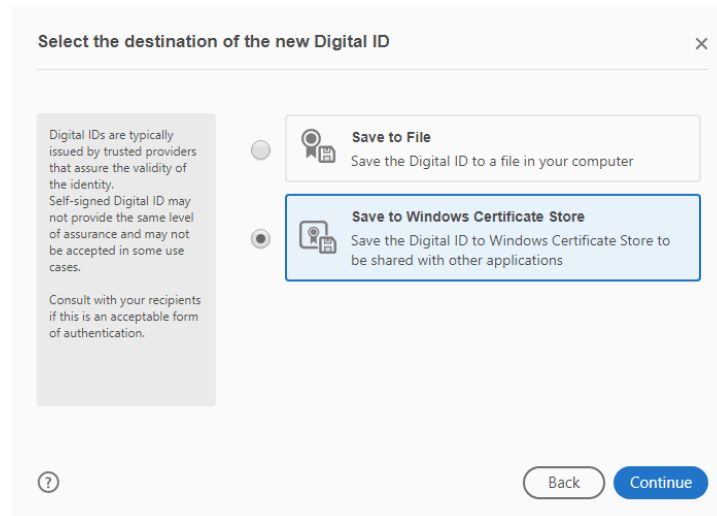 Select the destination of the new Digital ID
Digital IDs are typically
issued by trusted providers
that assure the validity of
the identity.
Self-signed Digital ID may
not provide the same level
of assurance and may not
be accepted in some use
cases.
Consult with your recipients
if this is an acceptable form
of authentication.
Save to File
Save the Digital ID to a file in your computer
Save to Windows Certificate Store
Save the Digital ID to Windows Certificate Store to
be shared with other applications
?
Back
Continue